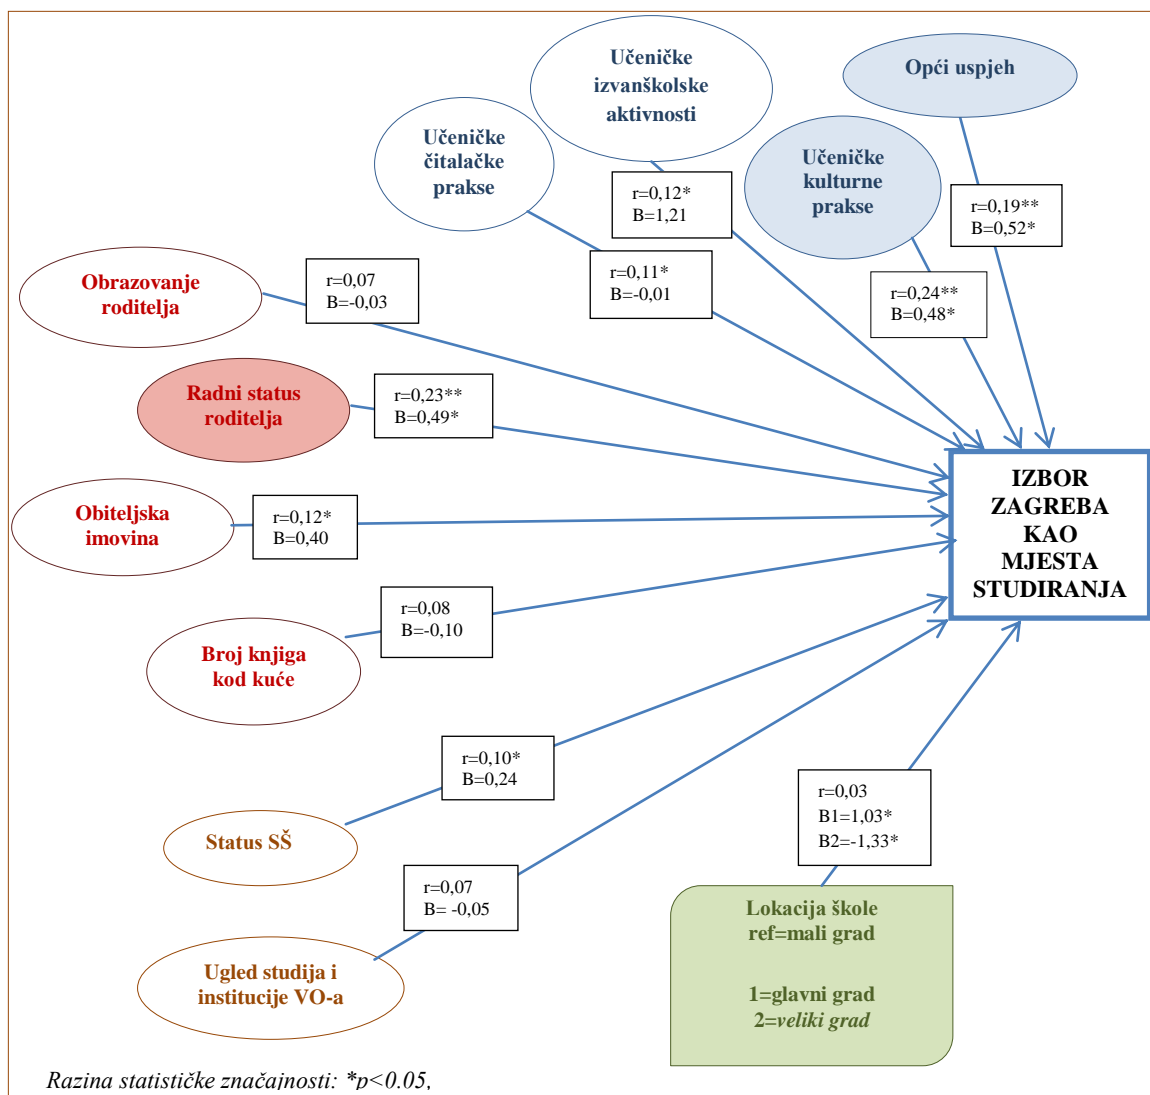 Učeničke
izvanškolske
aktivnosti
Opći uspjeh
Učeničke
čitalačke
prakse
Učeničke
kulturne
prakse
r=0,12*
B=1,21
r=0,19**
B=0,52*
r=0,11*
B=-0,01
r=0,24**
B=0,48*
Obrazovanje
roditelja
r=0,07
B=-0,03
Radni status
roditelja
r=0,23**
B=0,49*
Obiteljska
imovina
r=0,12*
B=0,40
IZBOR
ZAGREBA
KAO
MJESTA
STUDIRANJA
Broj knjiga
kod kuće
r=0,08
B=-0,10
Status SŠ
r=0,10*
B=0,24
r=0,03
B1=1,03*
B2=-1,33*
Ugled studija i
institucije VO-a
r=0,07
B= -0,05
Lokacija škole
ref=mali grad
1=glavni grad
2=veliki grad
Razina statističke značajnosti: *p<0.05,